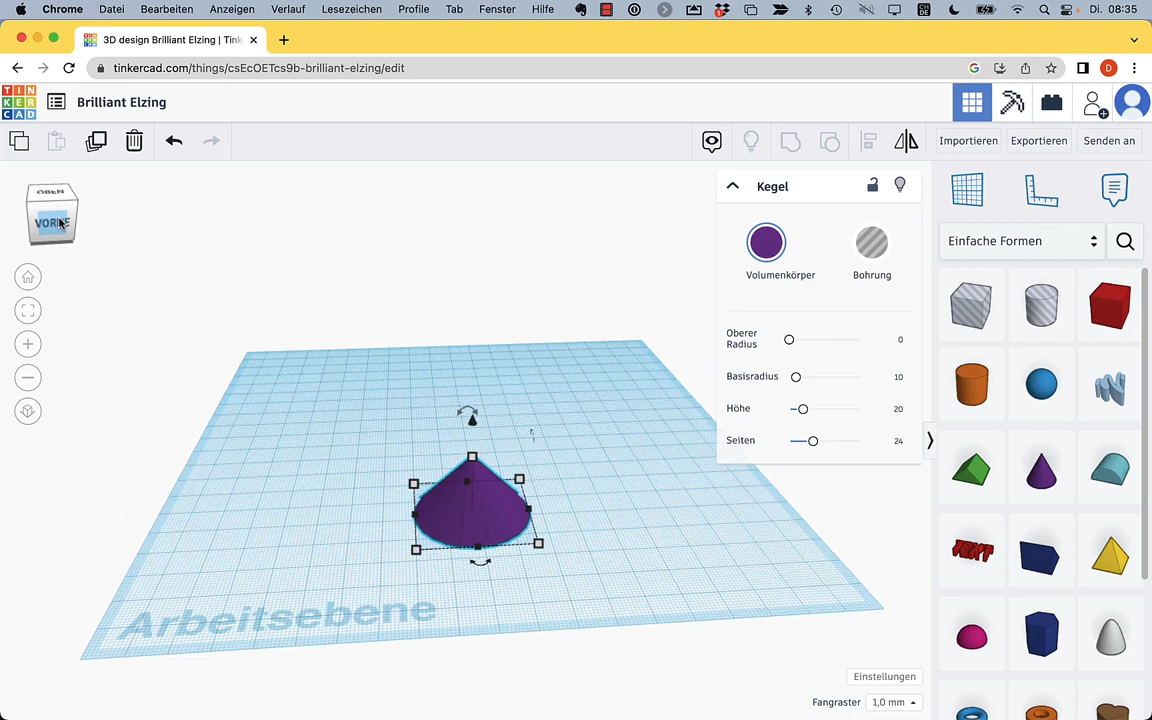 Chrome Datei Bearbeiten Anzeigen Verlauf Lesezeichen Profile Tab Fenster Hilfe Di. 08:35
3D design Brilliant Elzing | Tink
tinkercad.com/things/csEcOETcs9b-brilliant-elzing/edit D
TIN
KER
CAD
Brilliant Elzing
Importieren Exportieren Senden an
OBEN
VORNE
Kegel
Volumenkörper Bohrung
Oberer
Radius 0
Basisradius 10
Höhe 20
Seiten 24
Einfache Formen
TEXT
Arbeitsebene
Einstellungen
Fangraster 1,0 mm